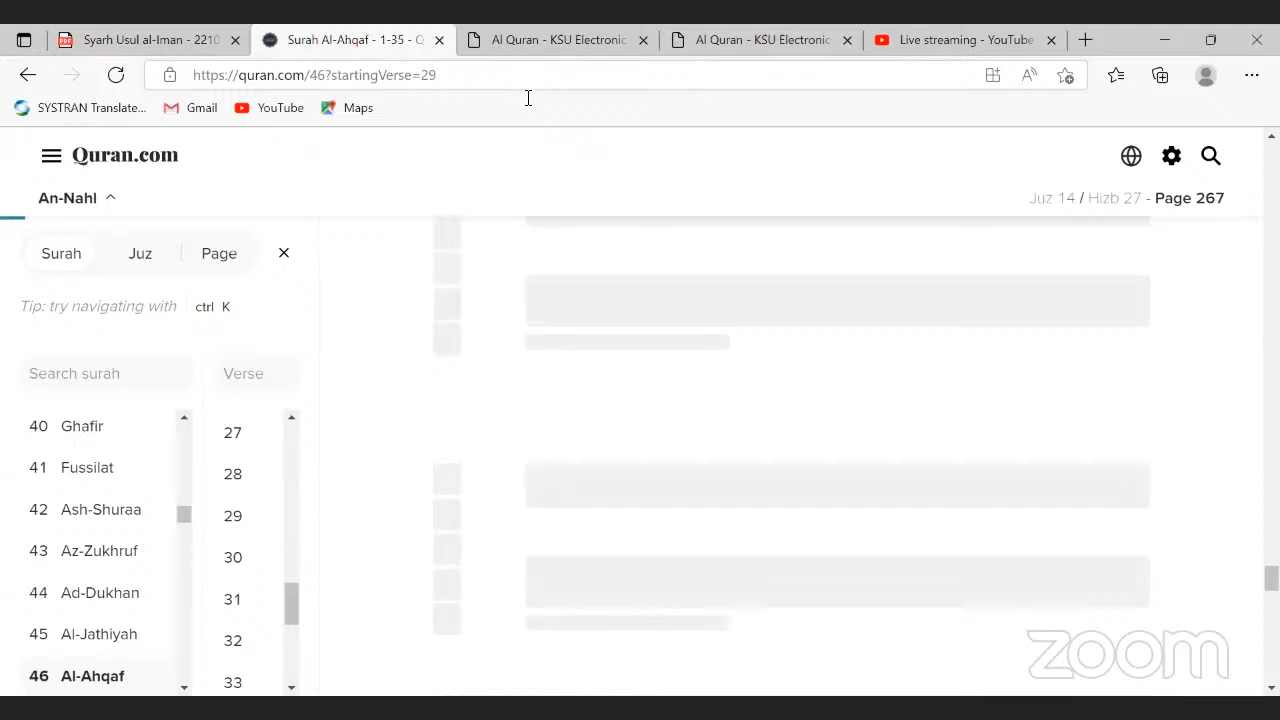 Syarh Usul al-Iman - 2210
Surah Al-Ahqaf - 1-35 - Q
Al Quran - KSU Electronic
Al Quran - KSU Electronic
Live streaming - YouTube
https://quran.com/46?startingVerse=29
SYSTRAN Translate...
Gmail
YouTube
Maps
Quran.com
An-Nahl
Juz 14 / Hizb 27 - Page 267
Surah
Juz
Page
Tip: try navigating with ctrl K
Search surah
Verse
40 Ghafir
41 Fussilat
42 Ash-Shuraa
43 Az-Zukhruf
44 Ad-Dukhan
45 Al-Jathiyah
46 Al-Ahqaf
27
28
29
30
31
32
33
zoom